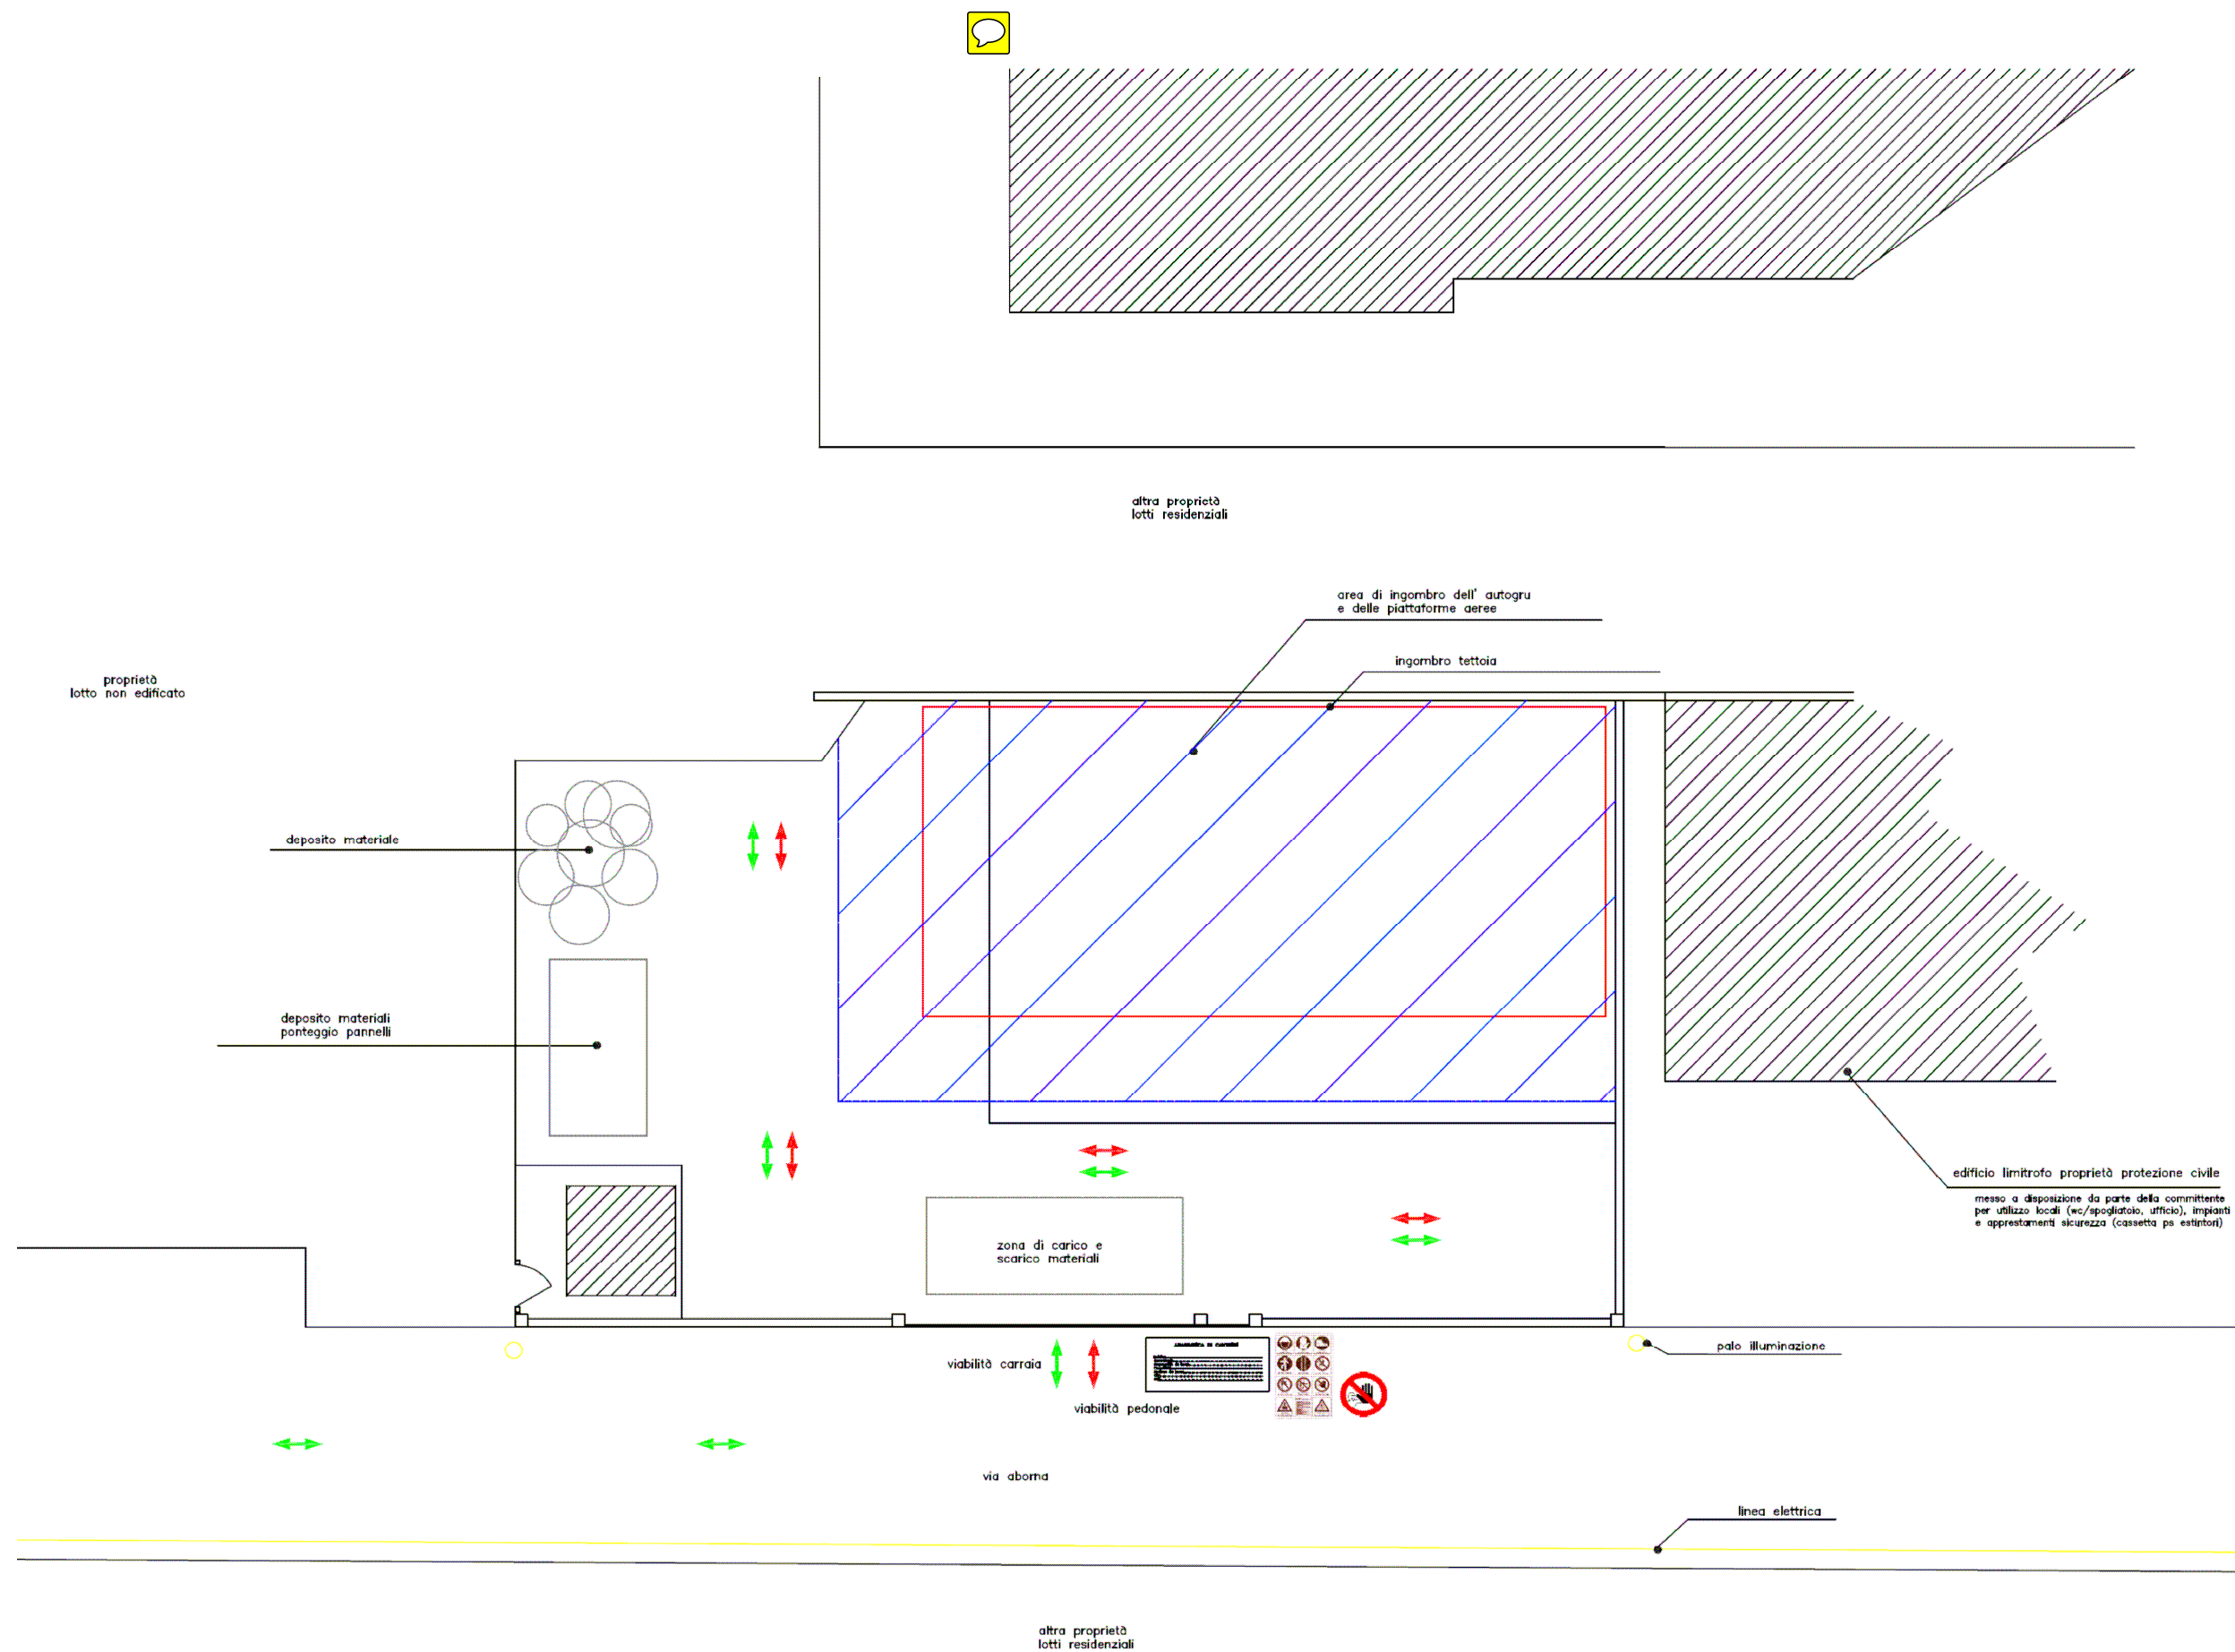 altra proprietà
lotti residenziali
area di ingombro dell' autogru
e delle piattaforme aeree
ingombro tettoia
proprietà
lotto non edificato
deposito materiale
deposito materiali
ponteggio pannelli
edificio limitrofo proprietà protezione civile
messo a disposizione da parte della committente
per utilizzo locali (wc/spogliatoio, ufficio), impianti
e apprestamenti sicurezza (cassetta ps estintori)
zona di carico e
scarico materiali
palo illuminazione
viabilità carraia
viabilità pedonale
via aborna
linea elettrica
altra proprietà
lotti residenziali